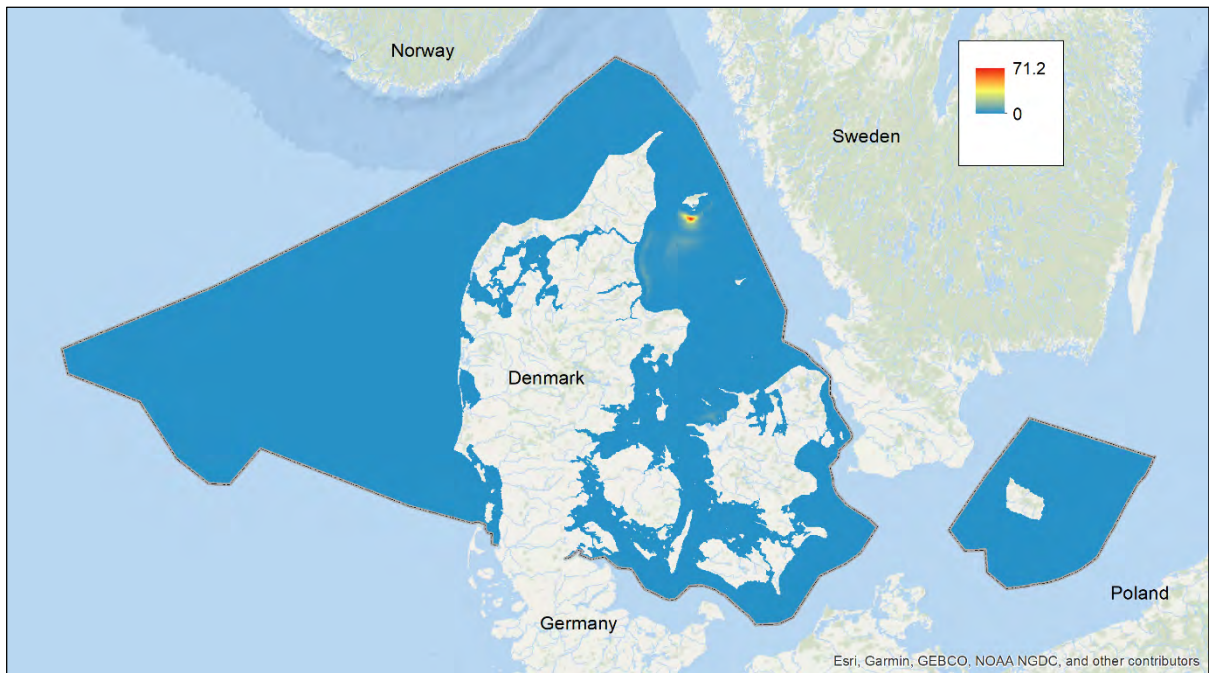 Norway
71.2
0
Sweden
Denmark
Poland
Germany
Esri, Garmin, GEBCO, NOAA NGDC, and other contributors